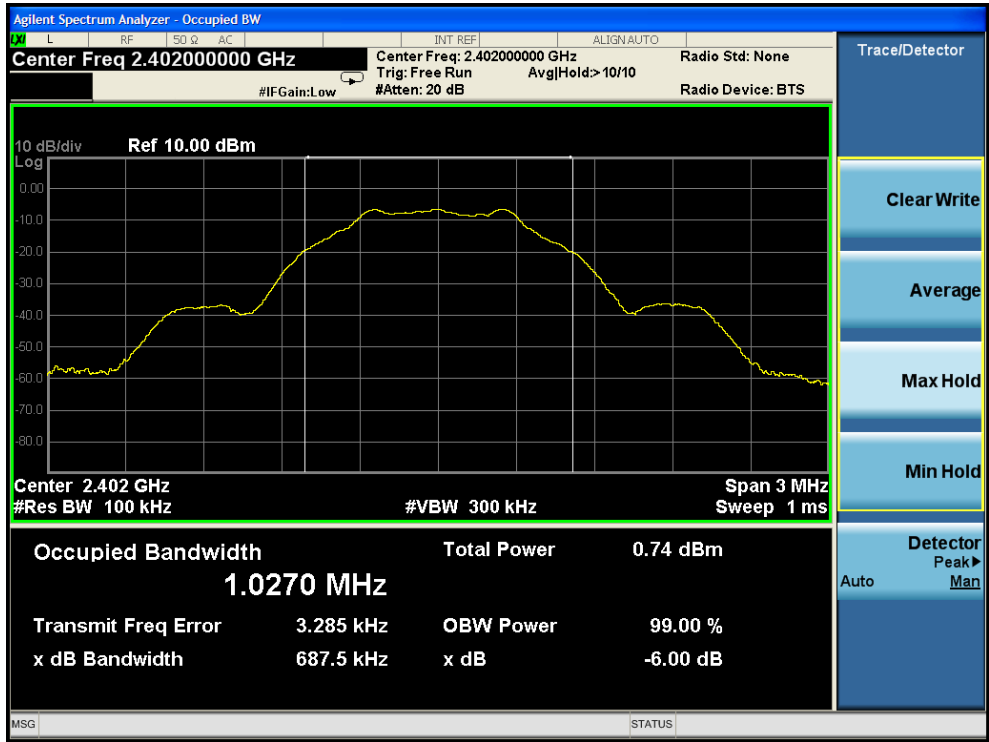 Agilent Spectrum Analyzer - Occupied BW
LXI L RF 50 Ω AC INT REF ALIGN AUTO
Center Freq 2.402000000 GHz
Center Freq: 2.402000000 GHz
Radio Std: None
Trig: Free Run Avg|Hold:> 10/10
#IFGain:Low
#Atten: 20 dB
Radio Device: BTS
10 dB/div Ref 10.00 dBm
Log
0.00
-10.0
-20.0
-30.0
-40.0
-50.0
-60.0
-70.0
-80.0
Center 2.402 GHz
Span 3 MHz
#Res BW 100 kHz
#VBW 300 kHz
Sweep 1 ms
Occupied Bandwidth
Total Power 0.74 dBm
1.0270 MHz
Transmit Freq Error 3.285 kHz
OBW Power 99.00 %
x dB Bandwidth 687.5 kHz
x dB -6.00 dB
MSG
STATUS
Trace/Detector
Clear Write
Average
Max Hold
Min Hold
Detector
Peak▶
Auto Man